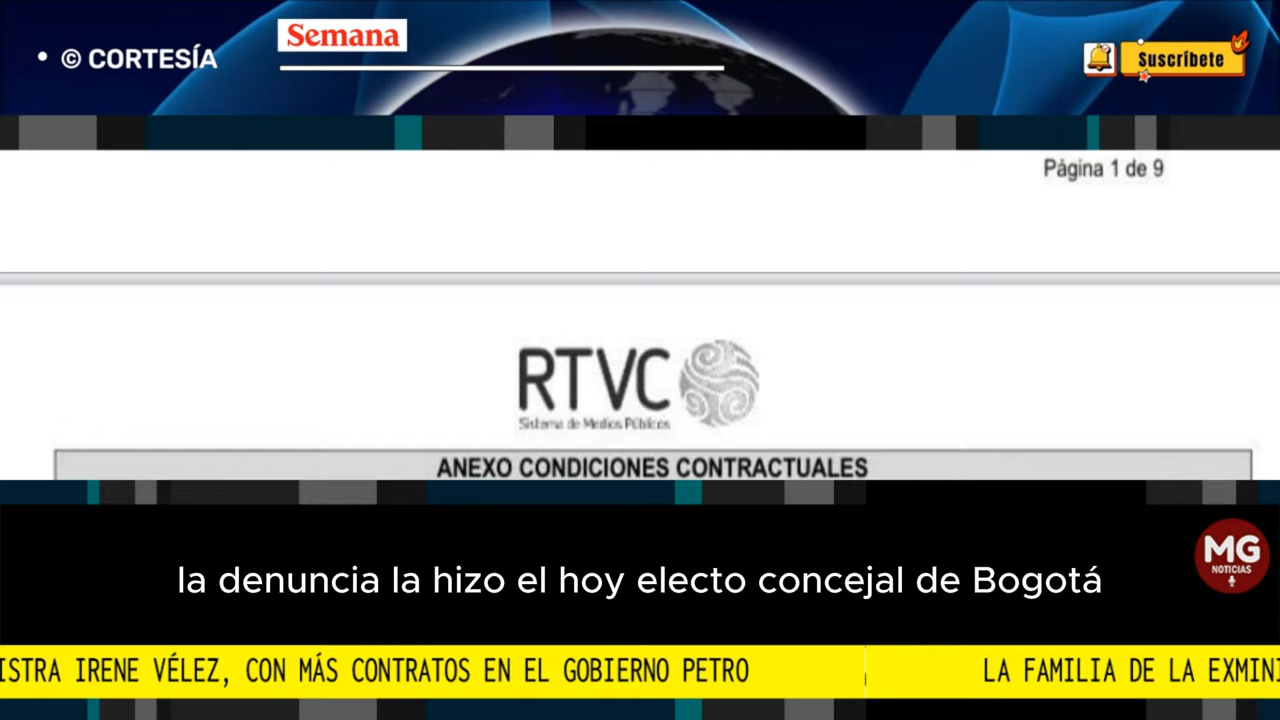 • © CORTESÍA
Semana
Suscríbete
Página 1 de 9
RTVC
Sistema de Medios Públicos
ANEXO CONDICIONES CONTRACTUALES
la denuncia la hizo el hoy electo concejal de Bogotá
MG
NOTICIAS
ISTRA IRENE VÉLEZ, CON MÁS CONTRATOS EN EL GOBIERNO PETRO
LA FAMILIA DE LA EXMINI